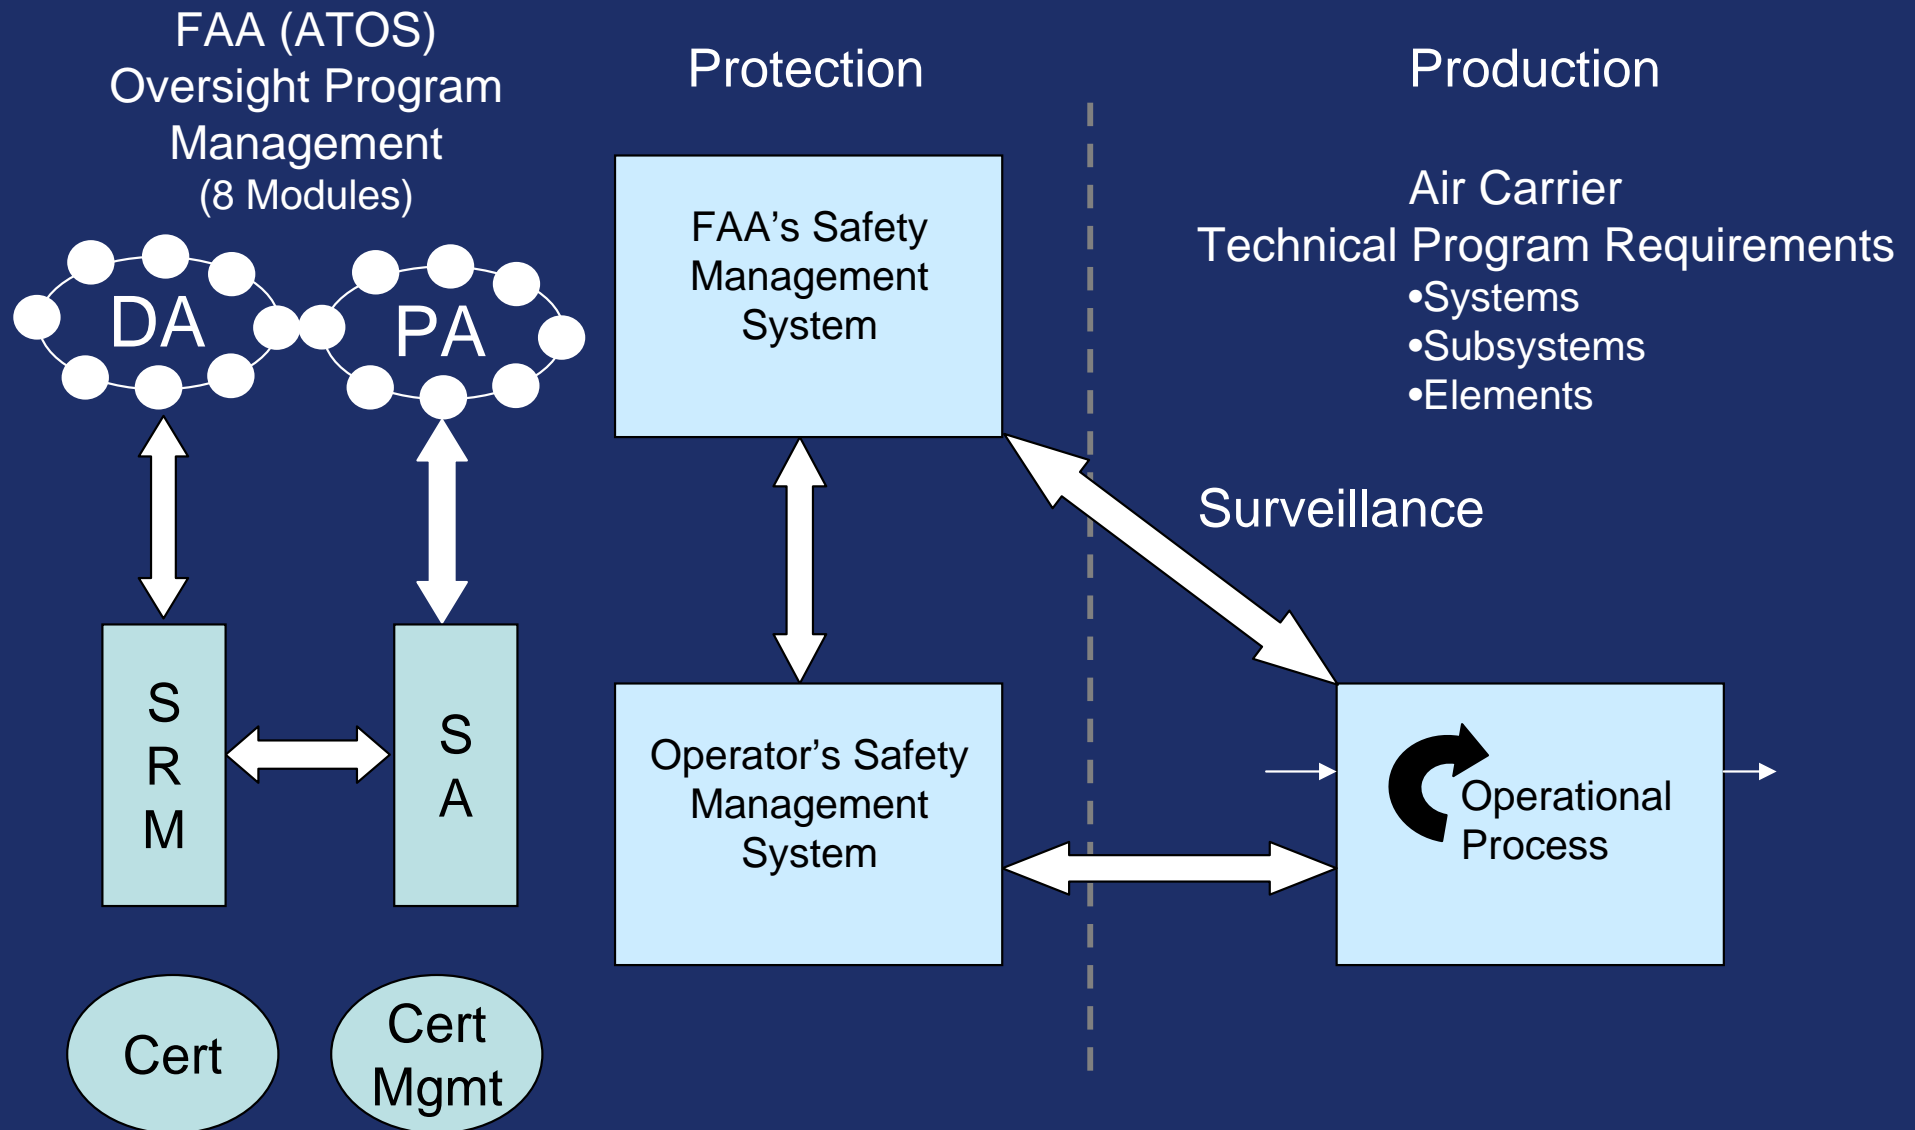 FAA (ATOS)
Oversight Program
Management
(8 Modules)
DA
PA
S
R
M
S
A
Cert
Cert
Mgmt
Protection
FAA’s Safety
Management
System
Operator’s Safety
Management
System
Production
Air Carrier
Technical Program Requirements
•Systems
•Subsystems
•Elements
Surveillance
Operational
Process